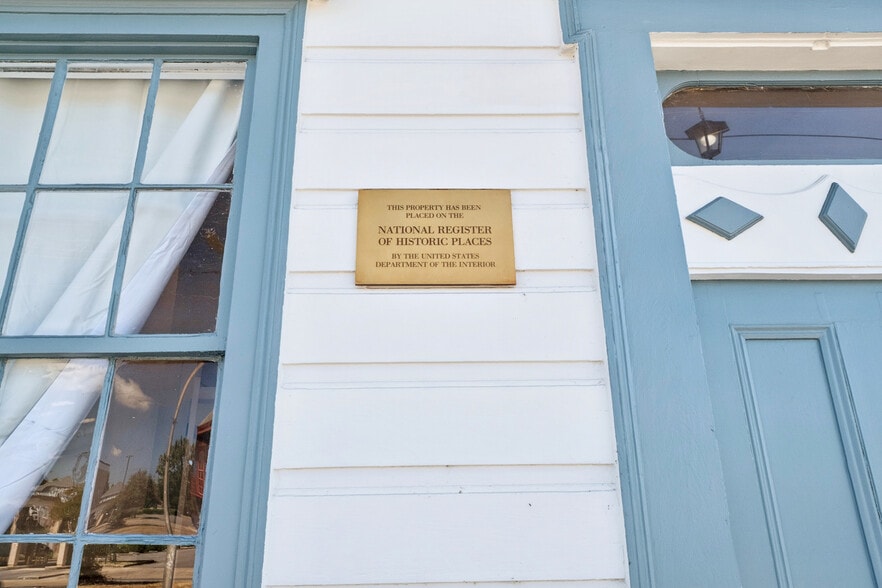 THIS PROPERTY HAS BEEN
PLACED ON THE
NATIONAL REGISTER
OF HISTORIC PLACES
BY THE UNITED STATES
DEPARTMENT OF THE INTERIOR